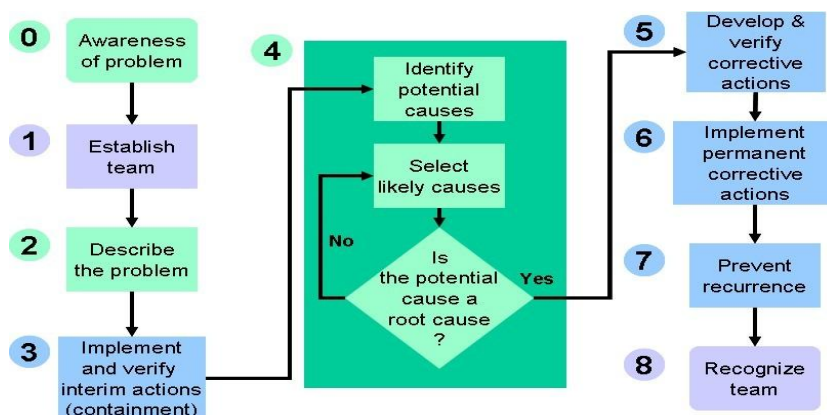 0
Awareness
of problem
1
Establish
team
2
Describe
the problem
3
Implement
and verify
interim actions
(containment)
4
Identify
potential
causes
Select
likely causes
No
Is
the potential
cause a
root cause
?
Yes
5
Develop &
verify
corrective
actions
6
Implement
permanent
corrective
actions
7
Prevent
recurrence
8
Recognize
team